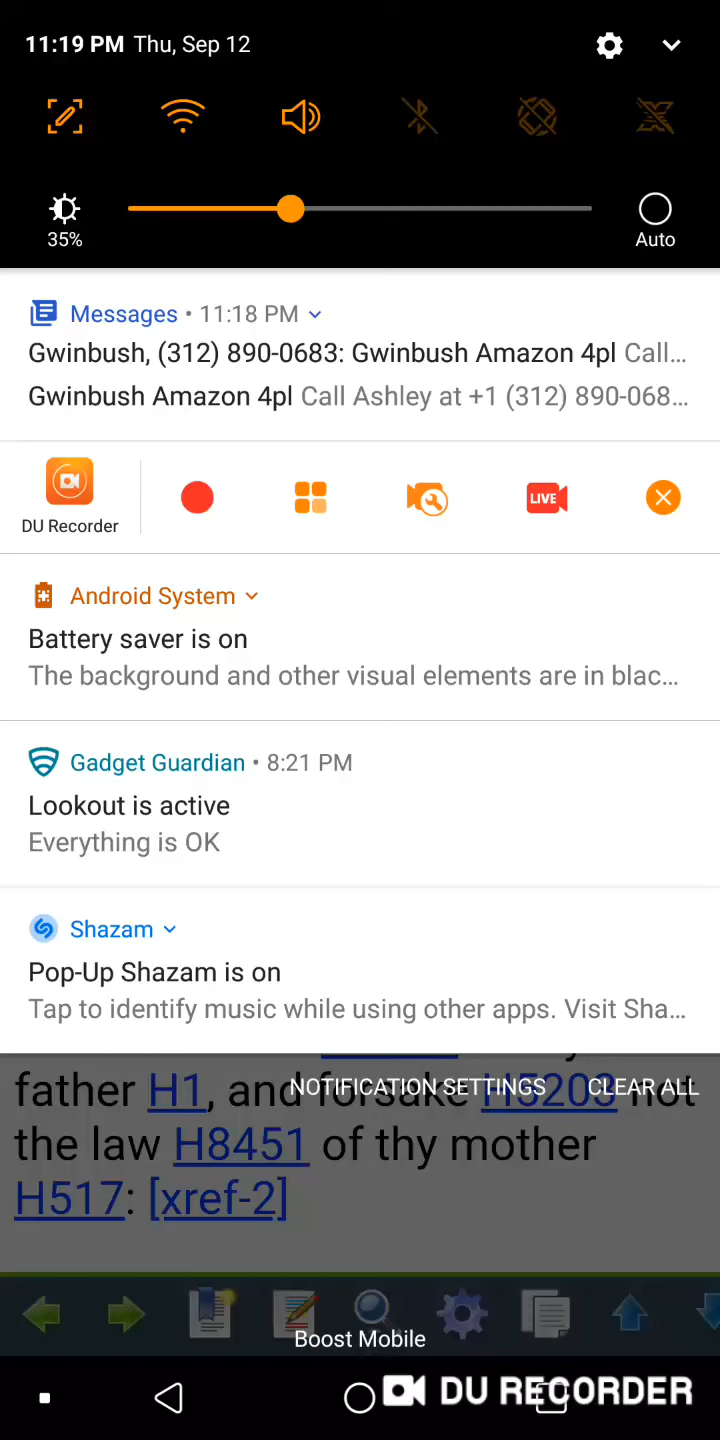 11:19 PM Thu, Sep 12
35%
Auto
Messages • 11:18 PM
Gwinbush, (312) 890-0683: Gwinbush Amazon 4pl Call...
Gwinbush Amazon 4pl Call Ashley at +1 (312) 890-068...
DU Recorder
LIVE
Android System
Battery saver is on
The background and other visual elements are in blac...
Gadget Guardian • 8:21 PM
Lookout is active
Everything is OK
Shazam
Pop-Up Shazam is on
Tap to identify music while using other apps. Visit Sha...
NOTIFICATION SETTINGS CLEAR ALL
father H1, and forsake H5203 not
the law H8451 of thy mother
H517: [xref-2]
Boost Mobile
DU RECORDER